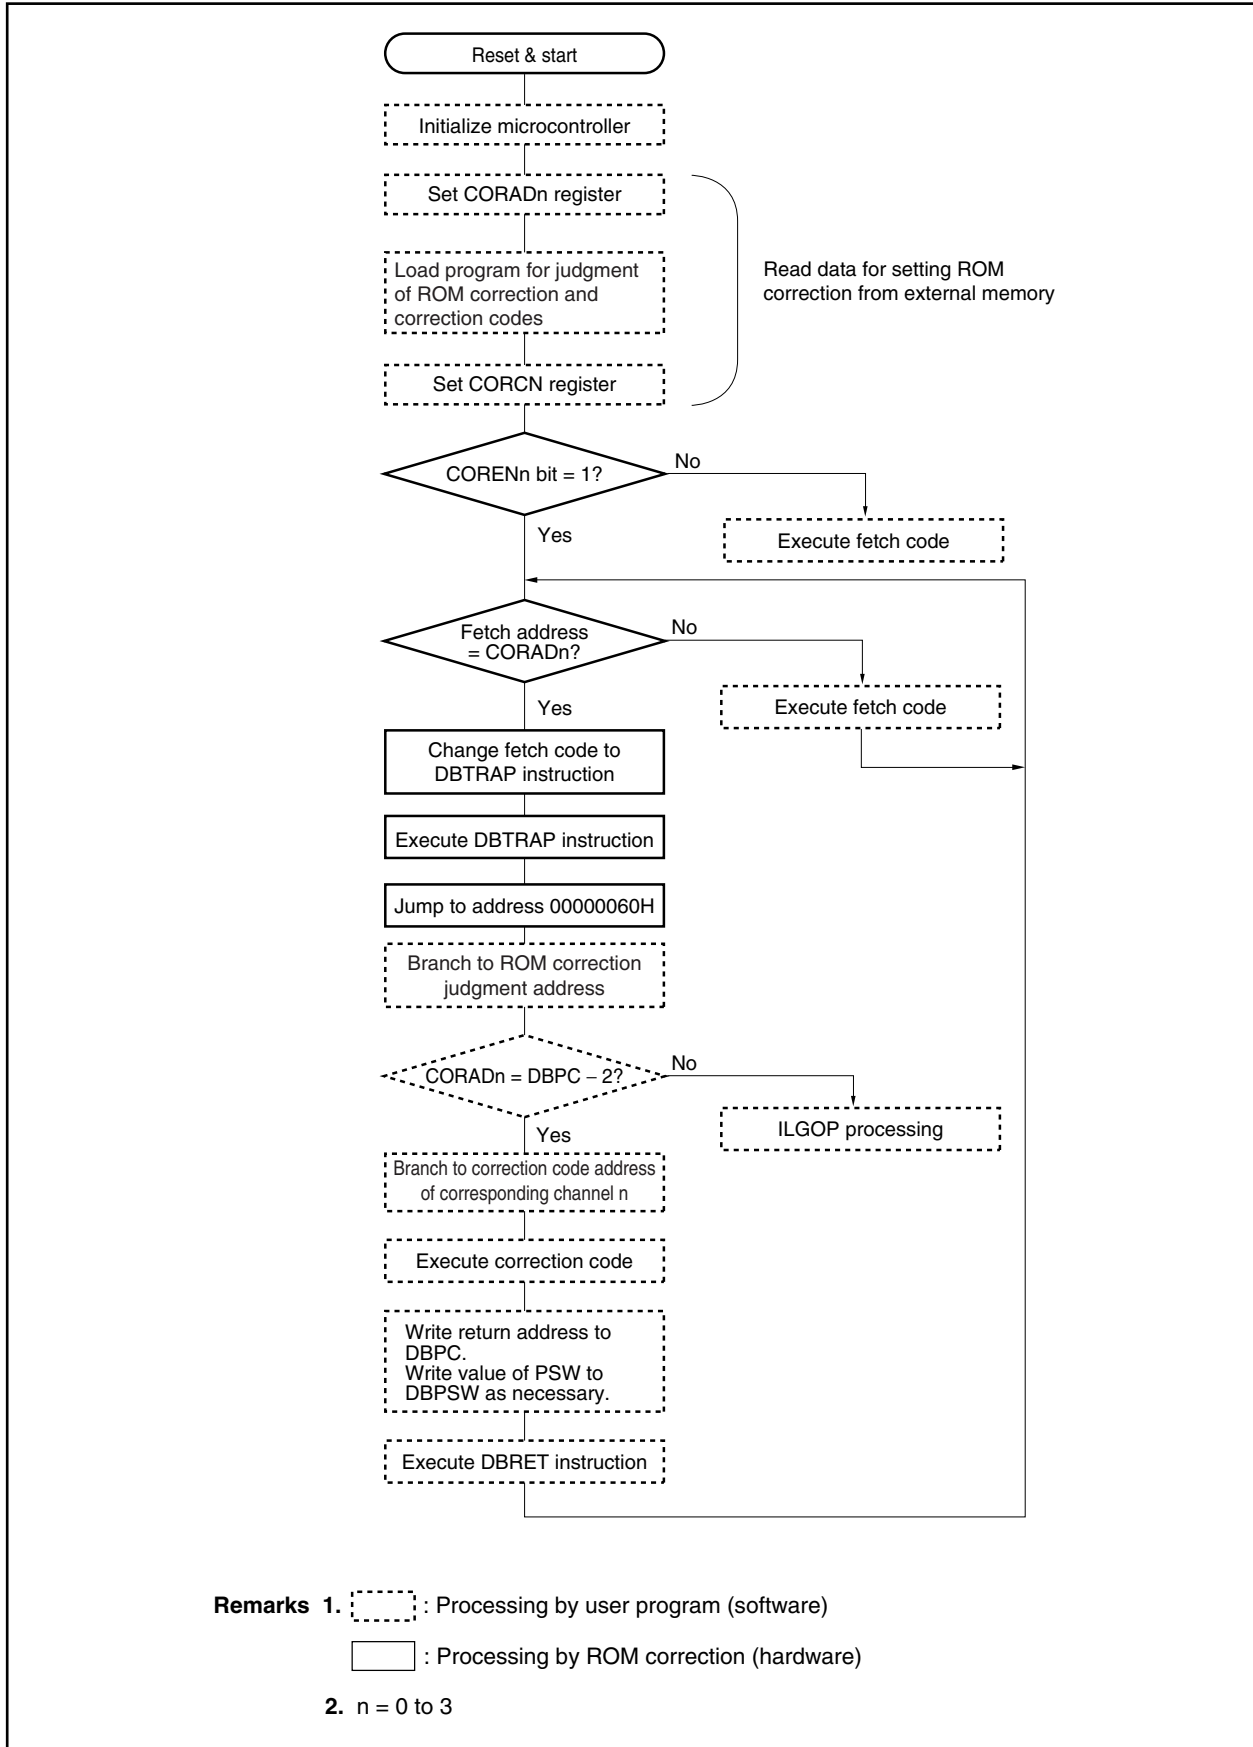 Reset & start
Initialize microcontroller
Set CORADn register
Load program for judgment
of ROM correction and
correction codes
Read data for setting ROM
correction from external memory
Set CORCN register
CORENn bit = 1?
No
Yes
Execute fetch code
Fetch address
= CORADn?
No
Yes
Execute fetch code
Change fetch code to
DBTRAP instruction
Execute DBTRAP instruction
Jump to address 00000060H
Branch to ROM correction
judgment address
CORADn = DBPC – 2?
No
Yes
ILGOP processing
Branch to correction code address
of corresponding channel n
Execute correction code
Write return address to
DBPC.
Write value of PSW to
DBPSW as necessary.
Execute DBRET instruction
Remarks 1. : Processing by user program (software)
: Processing by ROM correction (hardware)
2. n = 0 to 3